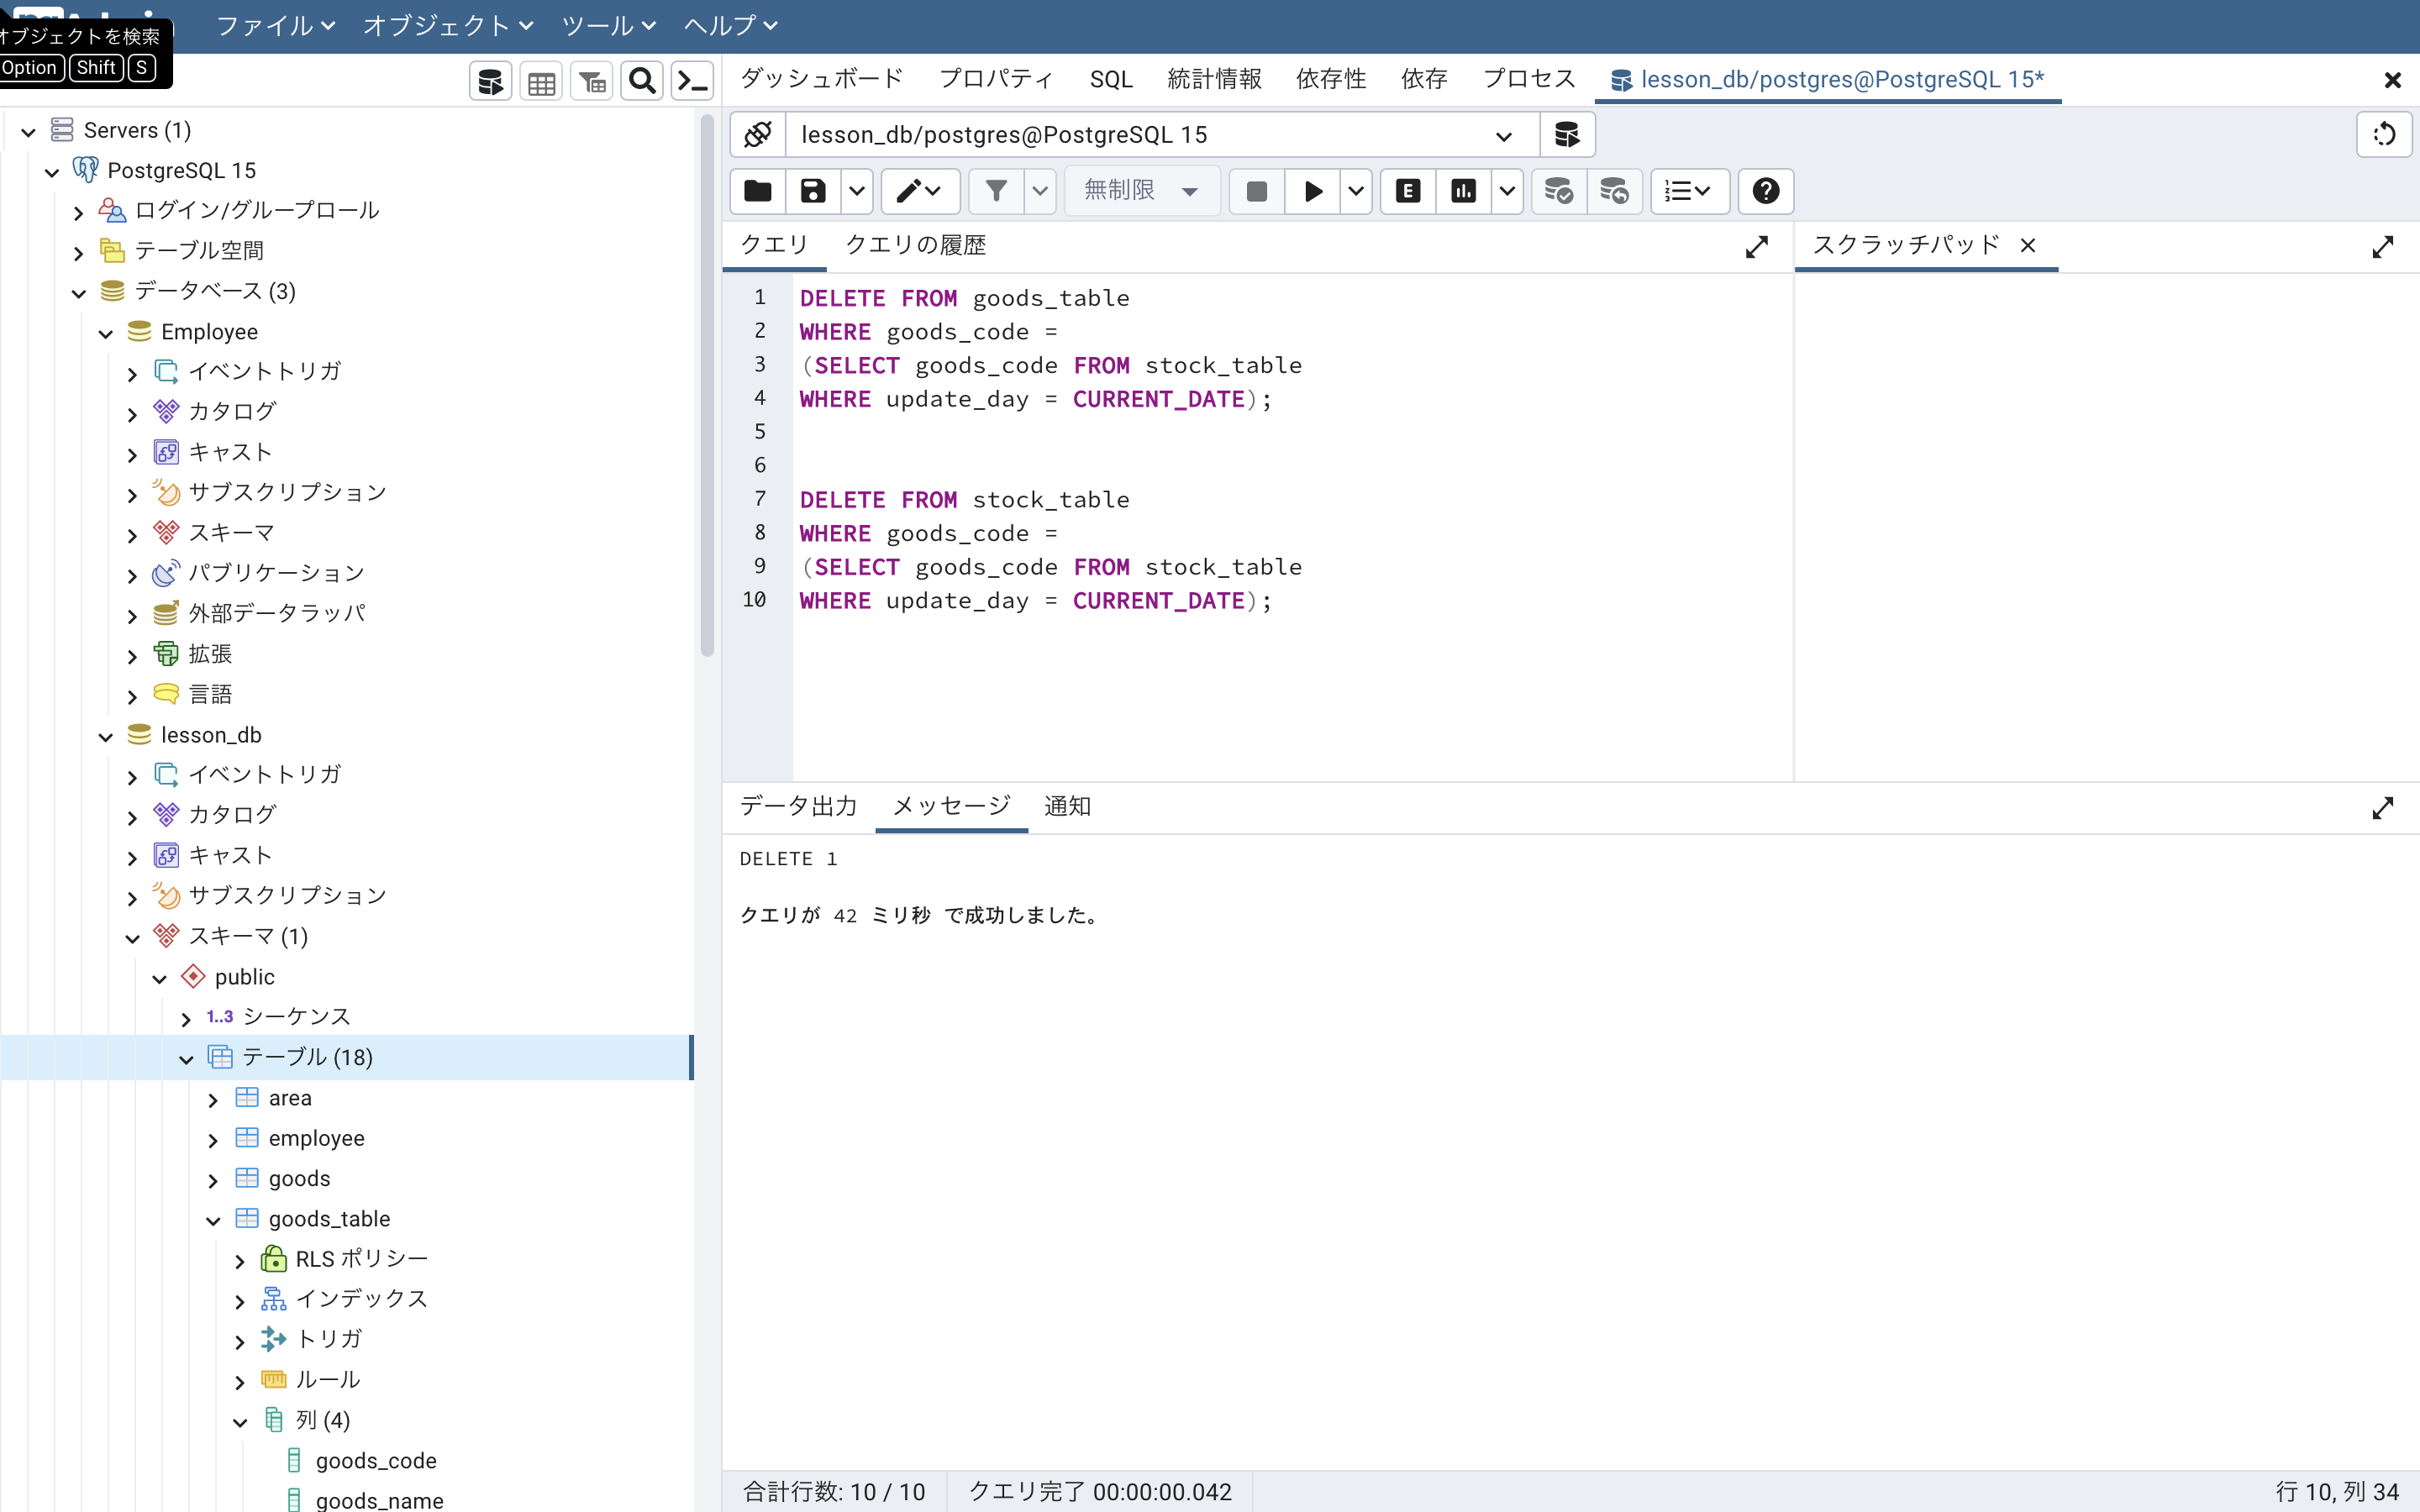 オブジェクトを検索
Option Shift S
ファイル オブジェクト ツール ヘルプ
ダッシュボード プロパティ SQL 統計情報 依存性 依存 プロセス lesson_db/postgres@PostgreSQL 15*
Servers (1)
PostgreSQL 15
ログイン/グループロール
テーブル空間
データベース (3)
Employee
イベントトリガ
カタログ
キャスト
サブスクリプション
スキーマ
パブリケーション
外部データラッパ
拡張
言語
lesson_db
イベントトリガ
カタログ
キャスト
サブスクリプション
スキーマ (1)
public
1..3 シーケンス
テーブル (18)
area
employee
goods
goods_table
RLS ポリシー
インデックス
トリガ
ルール
列 (4)
goods_code
goods_name
lesson_db/postgres@PostgreSQL 15
無制限 E
クエリ クエリの履歴 スクラッチパッド
1 DELETE FROM goods_table
2 WHERE goods_code =
3 (SELECT goods_code FROM stock_table
4 WHERE update_day = CURRENT_DATE);
5
6
7 DELETE FROM stock_table
8 WHERE goods_code =
9 (SELECT goods_code FROM stock_table
10 WHERE update_day = CURRENT_DATE);
データ出力 メッセージ 通知
DELETE 1
クエリが 42 ミリ秒 で成功しました。
合計行数: 10 / 10 クエリ完了 00:00:00.042 行 10, 列 34